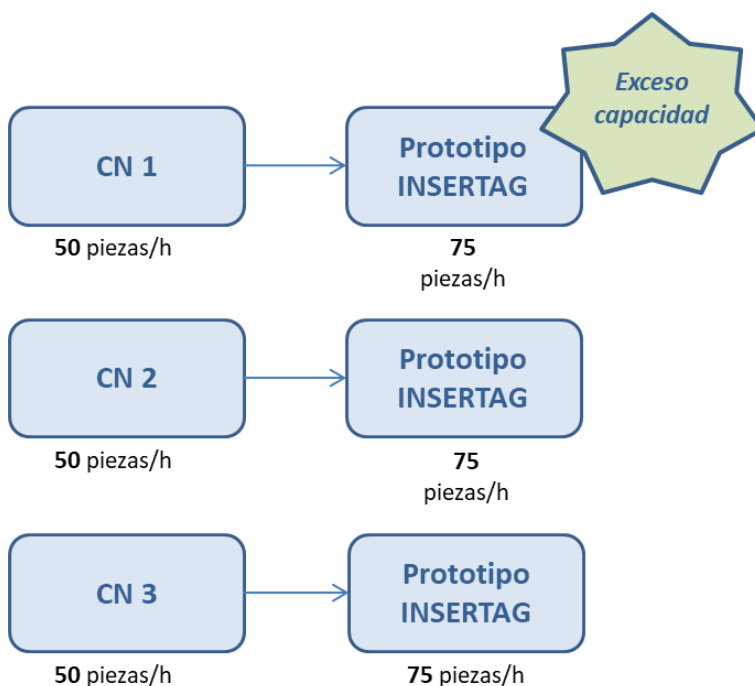 Exceso
capacidad
CN 1
Prototipo
INSERTAG
50 piezas/h
75
piezas/h
CN 2
Prototipo
INSERTAG
50 piezas/h
75
piezas/h
CN 3
Prototipo
INSERTAG
50 piezas/h
75 piezas/h